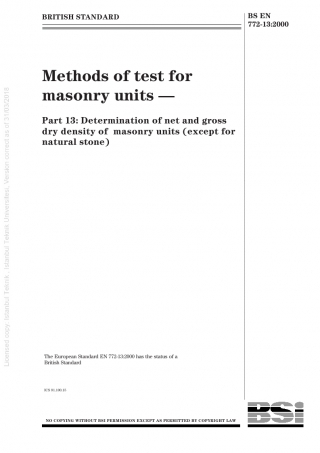 BRITISH STANDARD
BS EN
772-13:2000
Methods of test for
masonry units —
Part 13: Determination of net and gross
dry density of masonry units (except for
natural stone)
The European Standard EN 772-13:2000 has the status of a
British Standard
ICS 91.100.15
NO COPYING WITHOUT BSI PERMISSION EXCEPT AS PERMITTED BY COPYRIGHT LAW
BSi
Licensed copy: Istanbul Teknik, Istanbul Teknik Universitesi, Version correct as of 31/03/2018